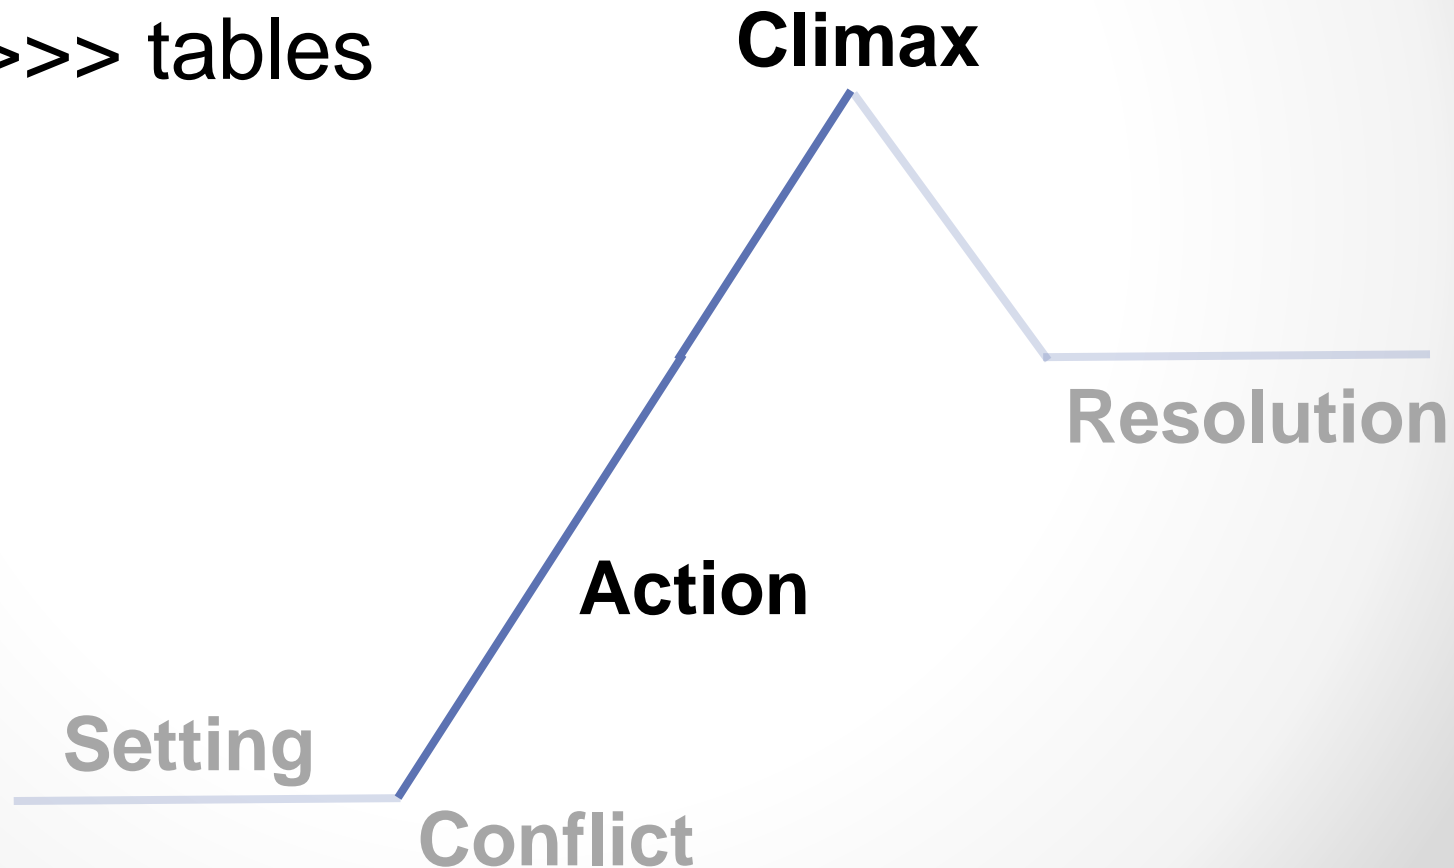 >>> tables
Climax
Resolution
Action
Setting
Conflict